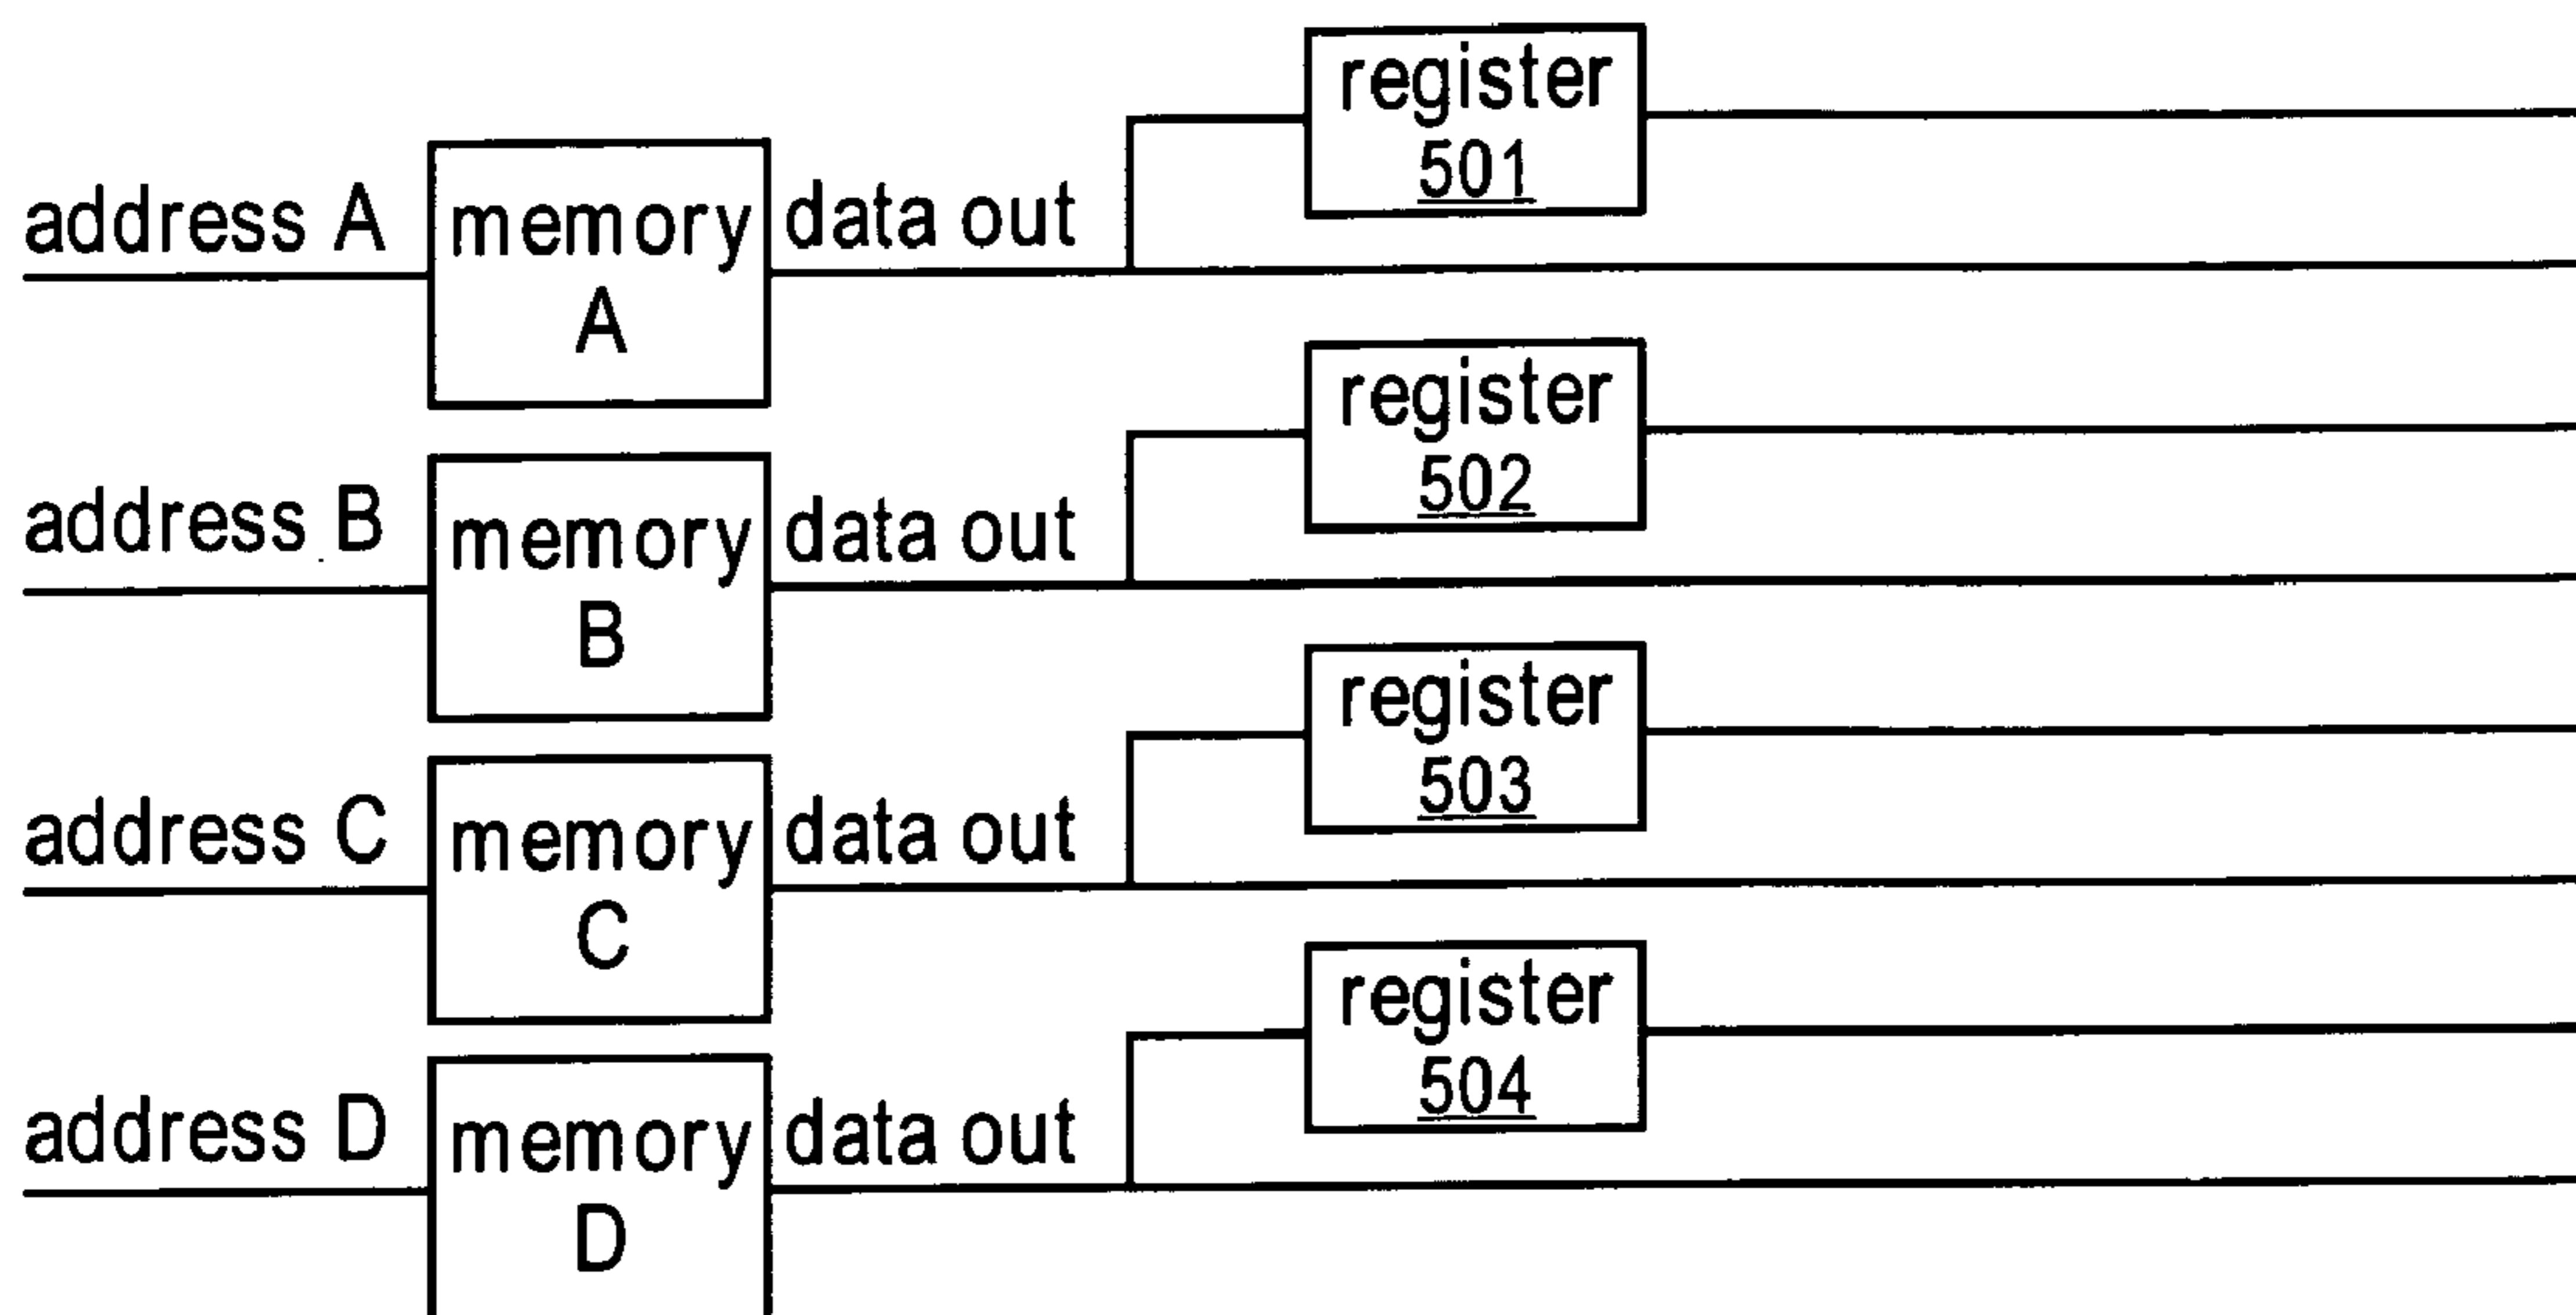 register
501
address A
memory
A
data out
register
502
address B
memory
B
data out
register
503
address C
memory
C
data out
register
504
address D
memory
D
data out